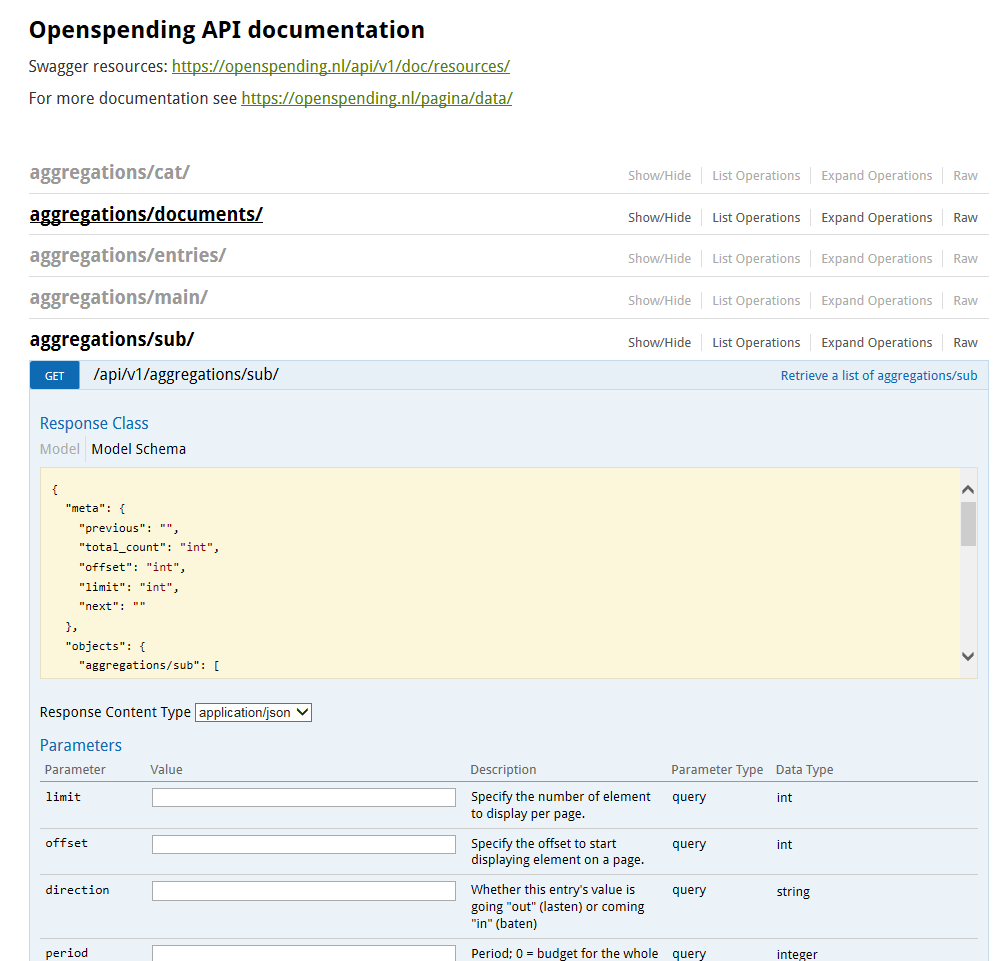 Openspending API documentation
Swagger resources: https://openspending.nl/api/v1/doc/resources/
For more documentation see https://openspending.nl/pagina/data/
aggregations/cat/ Show/Hide List Operations Expand Operations Raw
aggregations/documents/ Show/Hide List Operations Expand Operations Raw
aggregations/entries/ Show/Hide List Operations Expand Operations Raw
aggregations/main/ Show/Hide List Operations Expand Operations Raw
aggregations/sub/ Show/Hide List Operations Expand Operations Raw
GET /api/v1/aggregations/sub/ Retrieve a list of aggregations/sub
Response Class
Model Model Schema
{
"meta": {
"previous": "",
"total_count": "int",
"offset": "int",
"limit": "int",
"next": ""
},
"objects": {
"aggregations/sub": [
Response Content Type application/json
Parameters
Parameter Value Description Parameter Type Data Type
limit Specify the number of element query int
to display per page.
offset Specify the offset to start query int
displaying element on a page.
direction Whether this entry's value is query string
going "out" (lasten) or coming
"in" (baten)
period Period; 0 = budget for the whole query integer